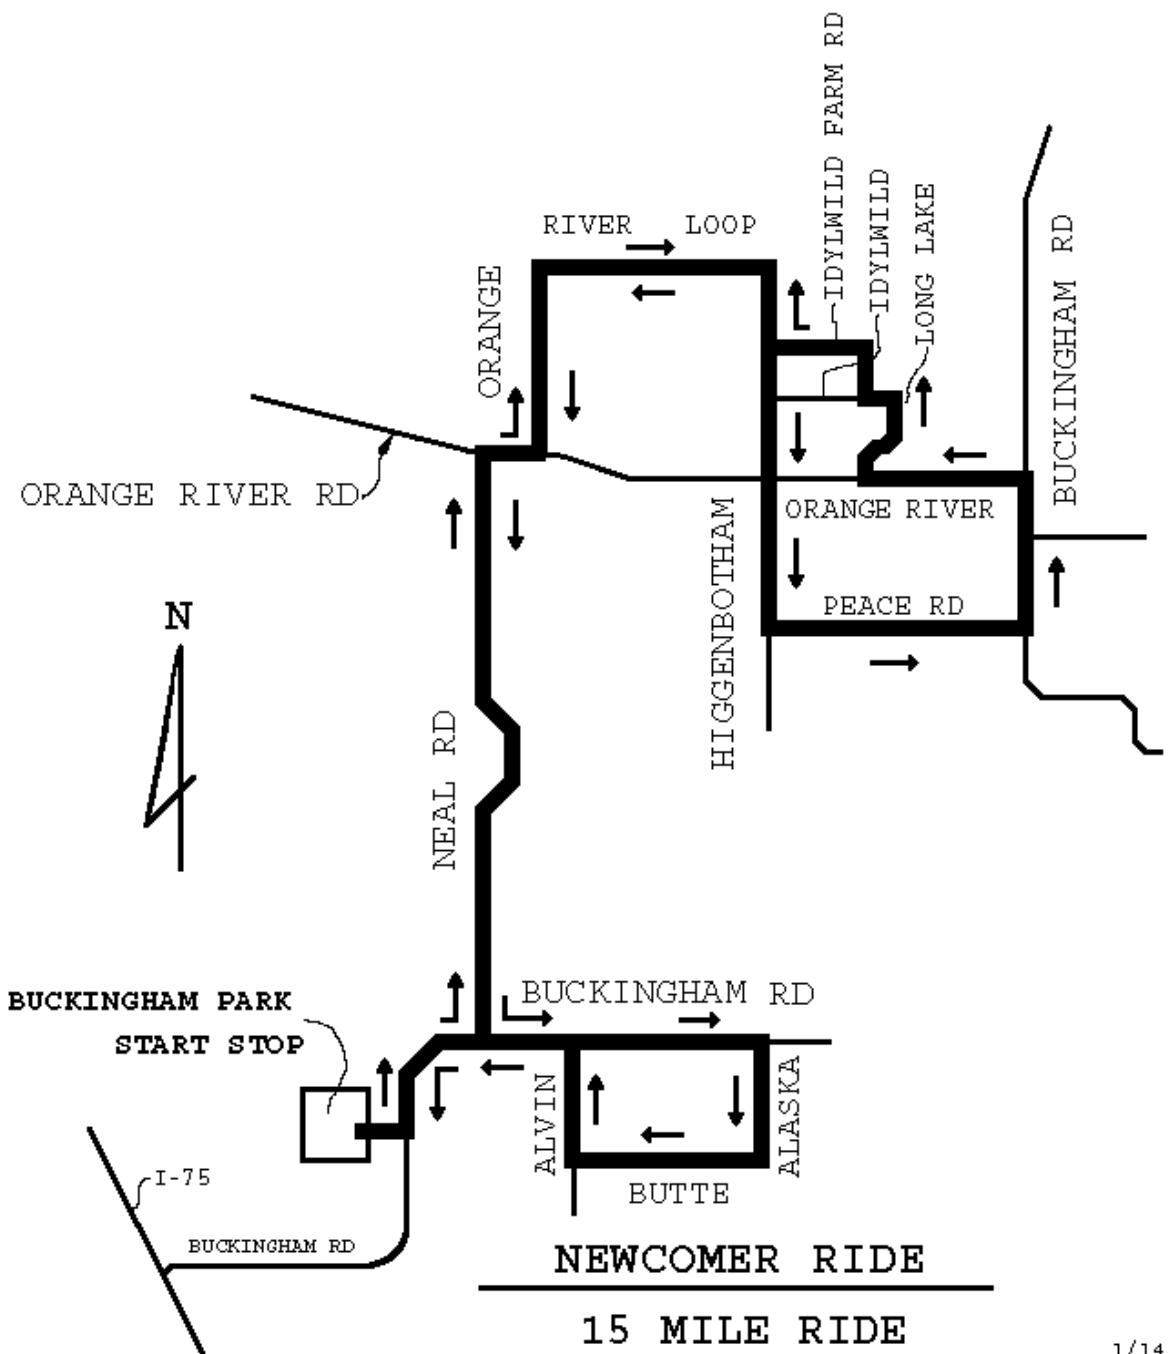 IDYLWILD FARM RD
IDYLWILD
LONG LAKE
BUCKINGHAM RD
RIVER LOOP
ORANGE
ORANGE RIVER RD
ORANGE RIVER
HIGGENBOTHAM
PEACE RD
N
NEAL RD
BUCKINGHAM PARK
START STOP
BUCKINGHAM RD
ALVIN
ALASKA
BUTTE
I-75
BUCKINGHAM RD
NEWCOMER RIDE
15 MILE RIDE
1/14